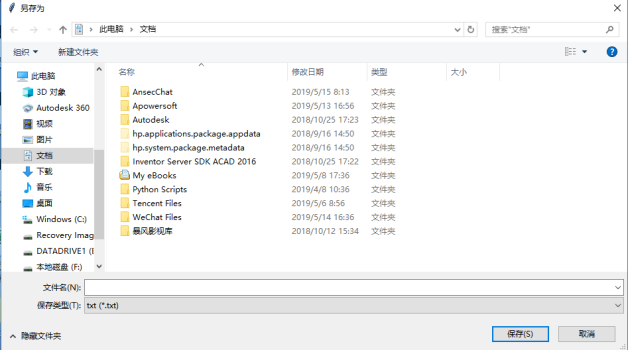 另存为
此电脑 > 文档
搜索"文档"
组织 新建文件夹
名称 修改日期 类型 大小
此电脑
3D 对象
Autodesk 360
视频
图片
文档
下载
音乐
桌面
Windows (C:)
Recovery Imag
DATADRIVE1 (E
本地磁盘 (F:)
AnsecChat 2019/5/15 8:13 文件夹
Apowersoft 2019/5/13 16:56 文件夹
Autodesk 2018/10/25 17:23 文件夹
hp.applications.package.appdata 2018/9/16 14:50 文件夹
hp.system.package.metadata 2018/9/16 14:50 文件夹
Inventor Server SDK ACAD 2016 2018/10/25 17:22 文件夹
My eBooks 2019/5/8 17:36 文件夹
Python Scripts 2019/4/8 10:36 文件夹
Tencent Files 2019/5/6 8:56 文件夹
WeChat Files 2019/5/14 16:36 文件夹
暴风影视库 2018/10/12 15:34 文件夹
文件名(N):
保存类型(T): txt (*.txt)
隐藏文件夹 保存(S) 取消